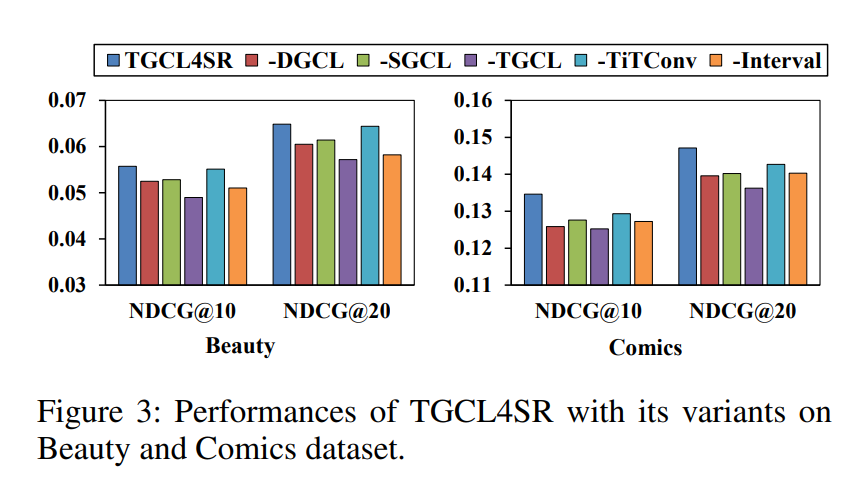 TGCL4SR -DGCL -SGCL -TGCL -TiTConv -Interval
0.07
0.06
0.05
0.04
0.03
NDCG@10 NDCG@20
Beauty
0.16
0.15
0.14
0.13
0.12
0.11
NDCG@10 NDCG@20
Comics
Figure 3: Performances of TGCL4SR with its variants on
Beauty and Comics dataset.